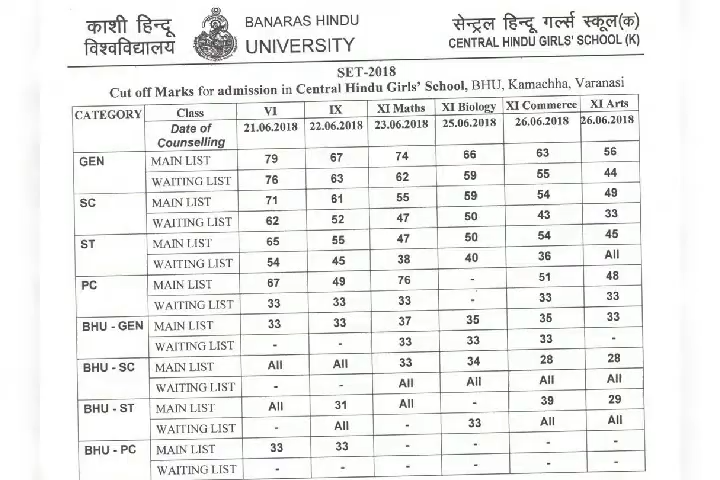 काशी हिन्दू
विश्वविद्यालय
BANARAS HINDU
UNIVERSITY
सेन्ट्रल हिन्दू गर्ल्स स्कूल(क)
CENTRAL HINDU GIRLS' SCHOOL (K)
SET-2018
Cut off Marks for admission in Central Hindu Girls' School, BHU, Kamachha, Varanasi
CATEGORY Class VI IX XI Maths XI Biology XI Commerce XI Arts
Date of Counselling 21.06.2018 22.06.2018 23.06.2018 25.06.2018 26.06.2018 26.06.2018
GEN MAIN LIST 79 67 74 66 63 56
WAITING LIST 76 63 62 59 55 44
SC MAIN LIST 71 61 55 59 54 49
WAITING LIST 62 52 47 50 43 33
ST MAIN LIST 65 55 47 50 54 45
WAITING LIST 54 45 38 40 36 All
PC MAIN LIST 67 49 76 - 51 48
WAITING LIST 33 33 33 - 33 33
BHU - GEN MAIN LIST 33 33 37 35 35 33
WAITING LIST - - 33 33 33 -
BHU - SC MAIN LIST All All 33 34 28 28
WAITING LIST - - All All All All
BHU - ST MAIN LIST All 31 All - 39 29
WAITING LIST - All - 33 All All
BHU - PC MAIN LIST 33 33 - - - -
WAITING LIST - - - - - -